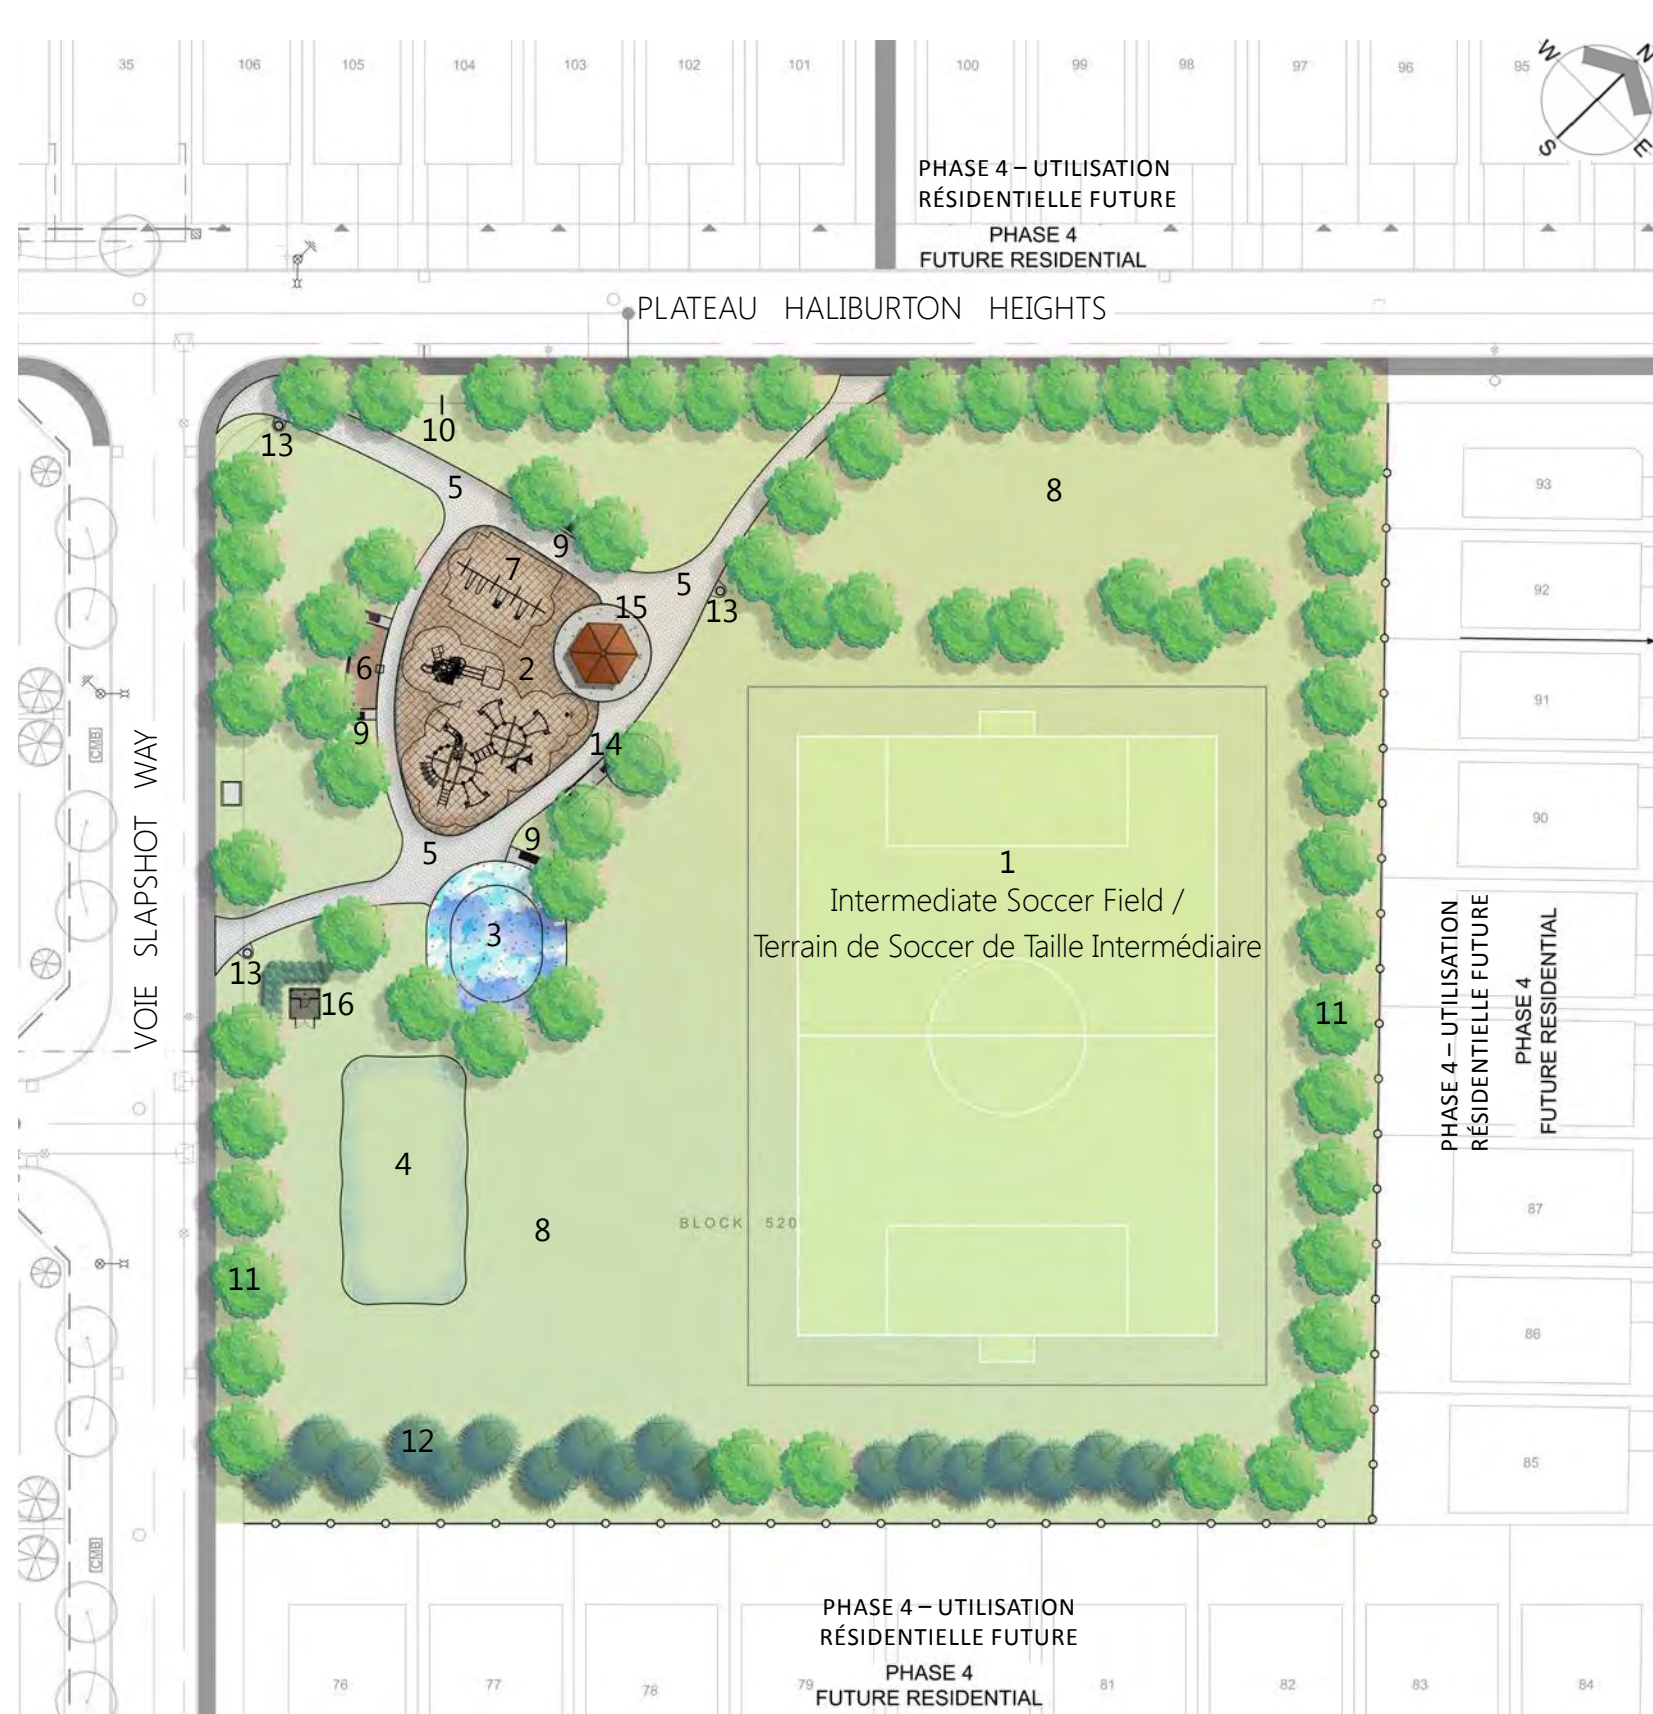 35
106
105
104
103
102
101
100
99
98
97
96
95
W
N
S
E
PHASE 4 – UTILISATION
RÉSIDENTIELLE FUTURE
PHASE 4
FUTURE RESIDENTIAL
PLATEAU HALIBURTON HEIGHTS
10
13
5
8
93
9
7
5
15
13
92
6
2
91
9
14
CMB
VOIE SLAPSHOT WAY
90
9
5
1
Intermediate Soccer Field /
Terrain de Soccer de Taille Intermédiaire
3
13
16
11
PHASE 4 – UTILISATION
RÉSIDENTIELLE FUTURE
PHASE 4
FUTURE RESIDENTIAL
4
8
BLOCK 520
87
11
86
12
85
CMB
PHASE 4 – UTILISATION
RÉSIDENTIELLE FUTURE
PHASE 4
FUTURE RESIDENTIAL
76
77
78
79
81
82
83
84